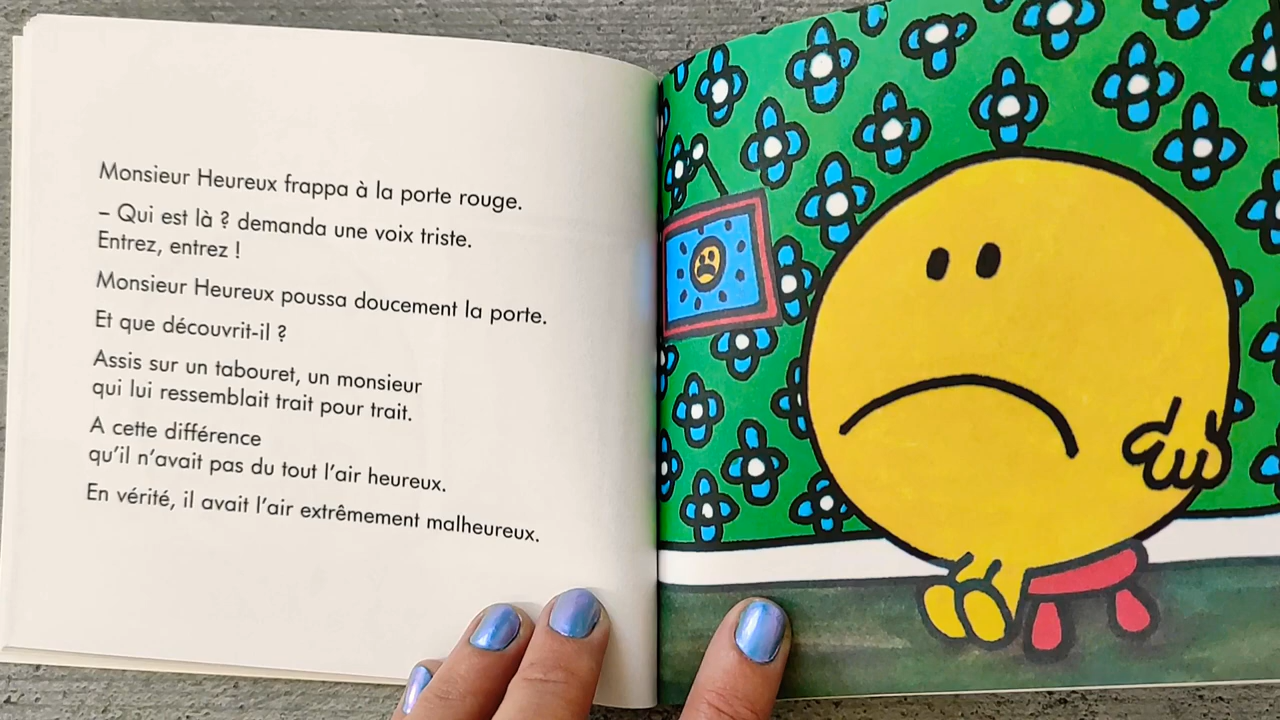 Monsieur Heureux frappa à la porte rouge.
– Qui est là ? demanda une voix triste.
Entrez, entrez !
Monsieur Heureux poussa doucement la porte.
Et que découvrit-il ?
Assis sur un tabouret, un monsieur
qui lui ressemblait trait pour trait.
A cette différence
qu'il n'avait pas du tout l'air heureux.
En vérité, il avait l'air extrêmement malheureux.